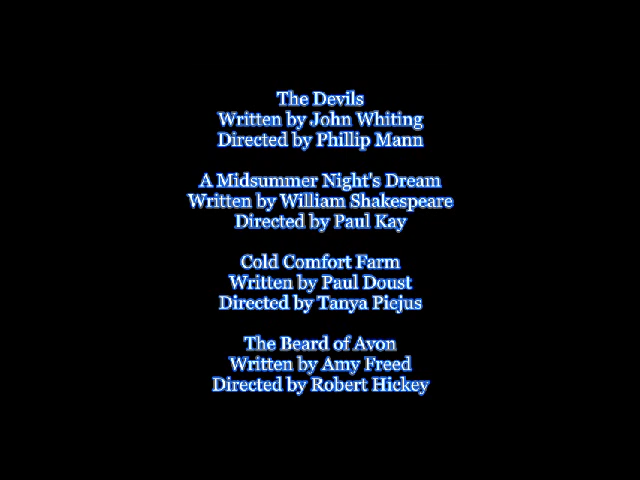 The Devils
Written by John Whiting
Directed by Phillip Mann
A Midsummer Night's Dream
Written by William Shakespeare
Directed by Paul Kay
Cold Comfort Farm
Written by Paul Doust
Directed by Tanya Piejus
The Beard of Avon
Written by Amy Freed
Directed by Robert Hickey